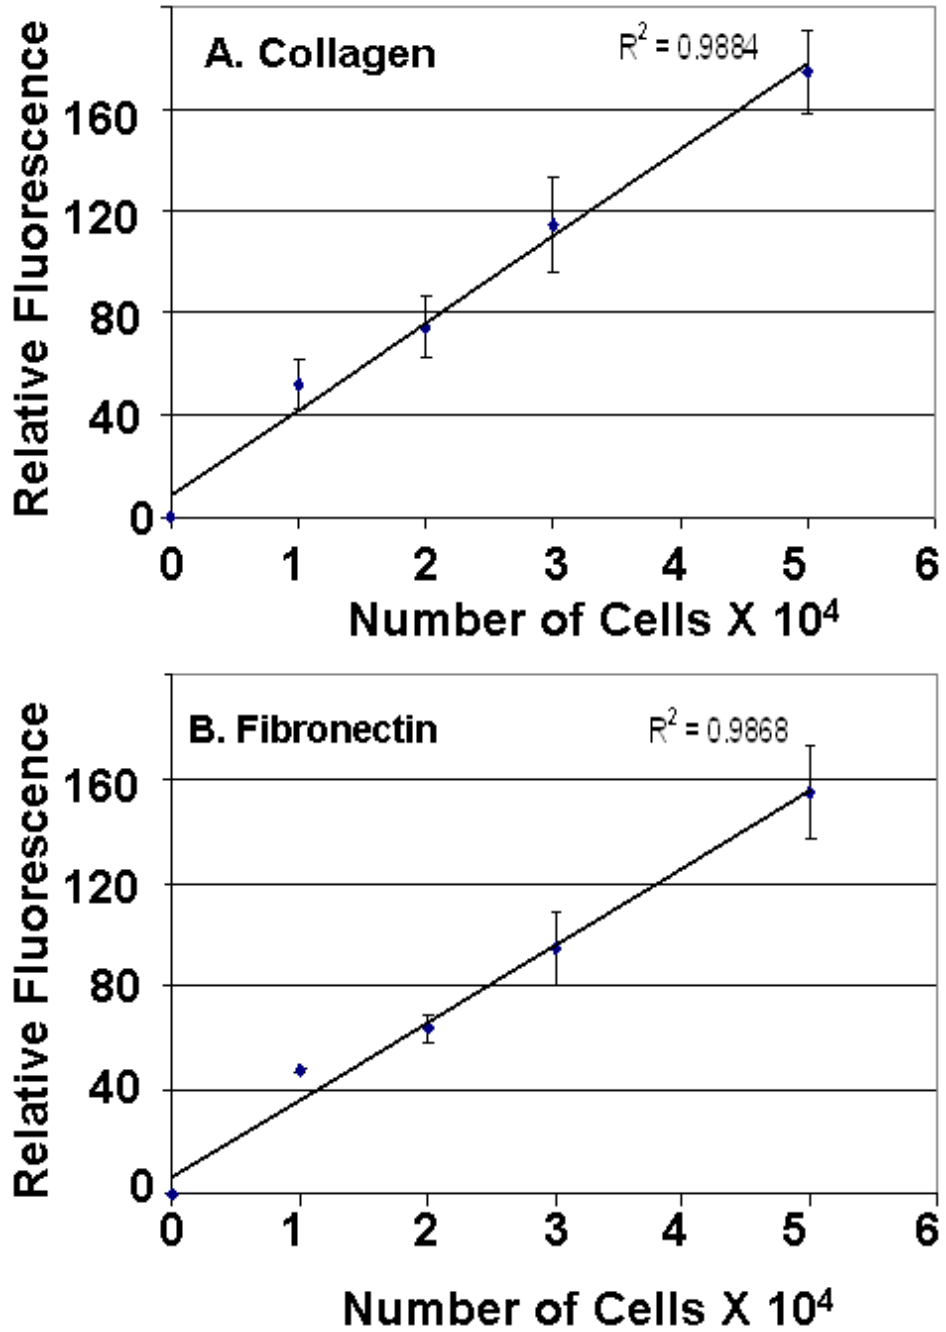 A. Collagen
R² = 0.9884
Relative Fluorescence
160
120
80
40
0
0 1 2 3 4 5 6
Number of Cells X 10⁴
B. Fibronectin
R² = 0.9868
Relative Fluorescence
160
120
80
40
0
0 1 2 3 4 5 6
Number of Cells X 10⁴